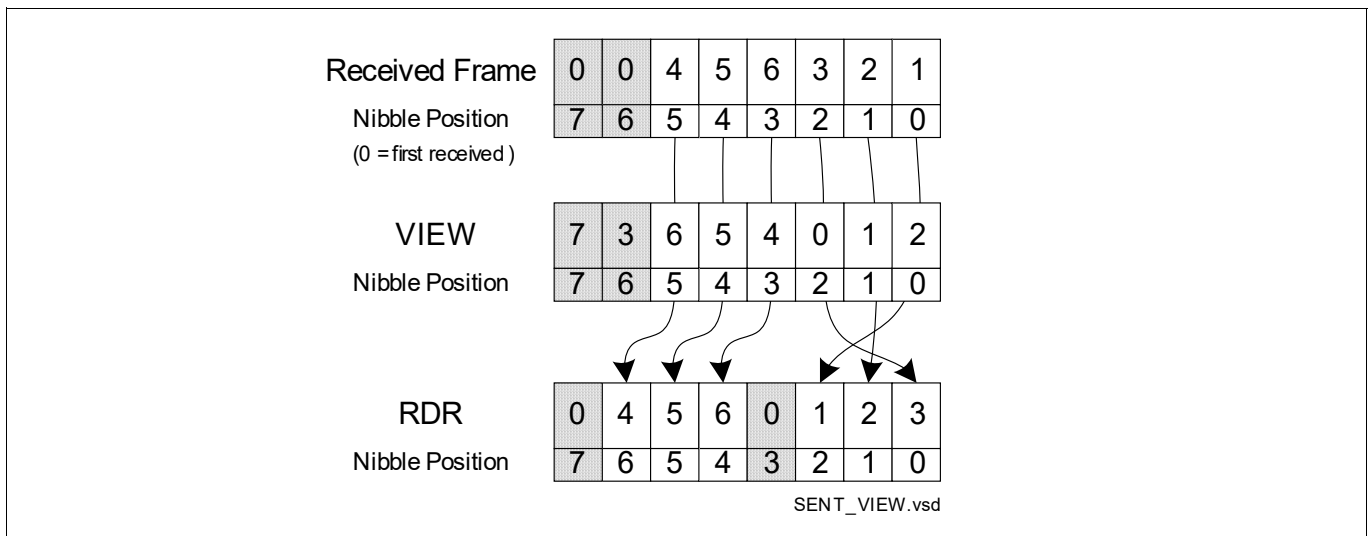 Received Frame 0 0 4 5 6 3 2 1
Nibble Position 7 6 5 4 3 2 1 0
(0 =first received )
VIEW 7 3 6 5 4 0 1 2
Nibble Position 7 6 5 4 3 2 1 0
RDR 0 4 5 6 0 1 2 3
Nibble Position 7 6 5 4 3 2 1 0
SENT_VIEW.vsd